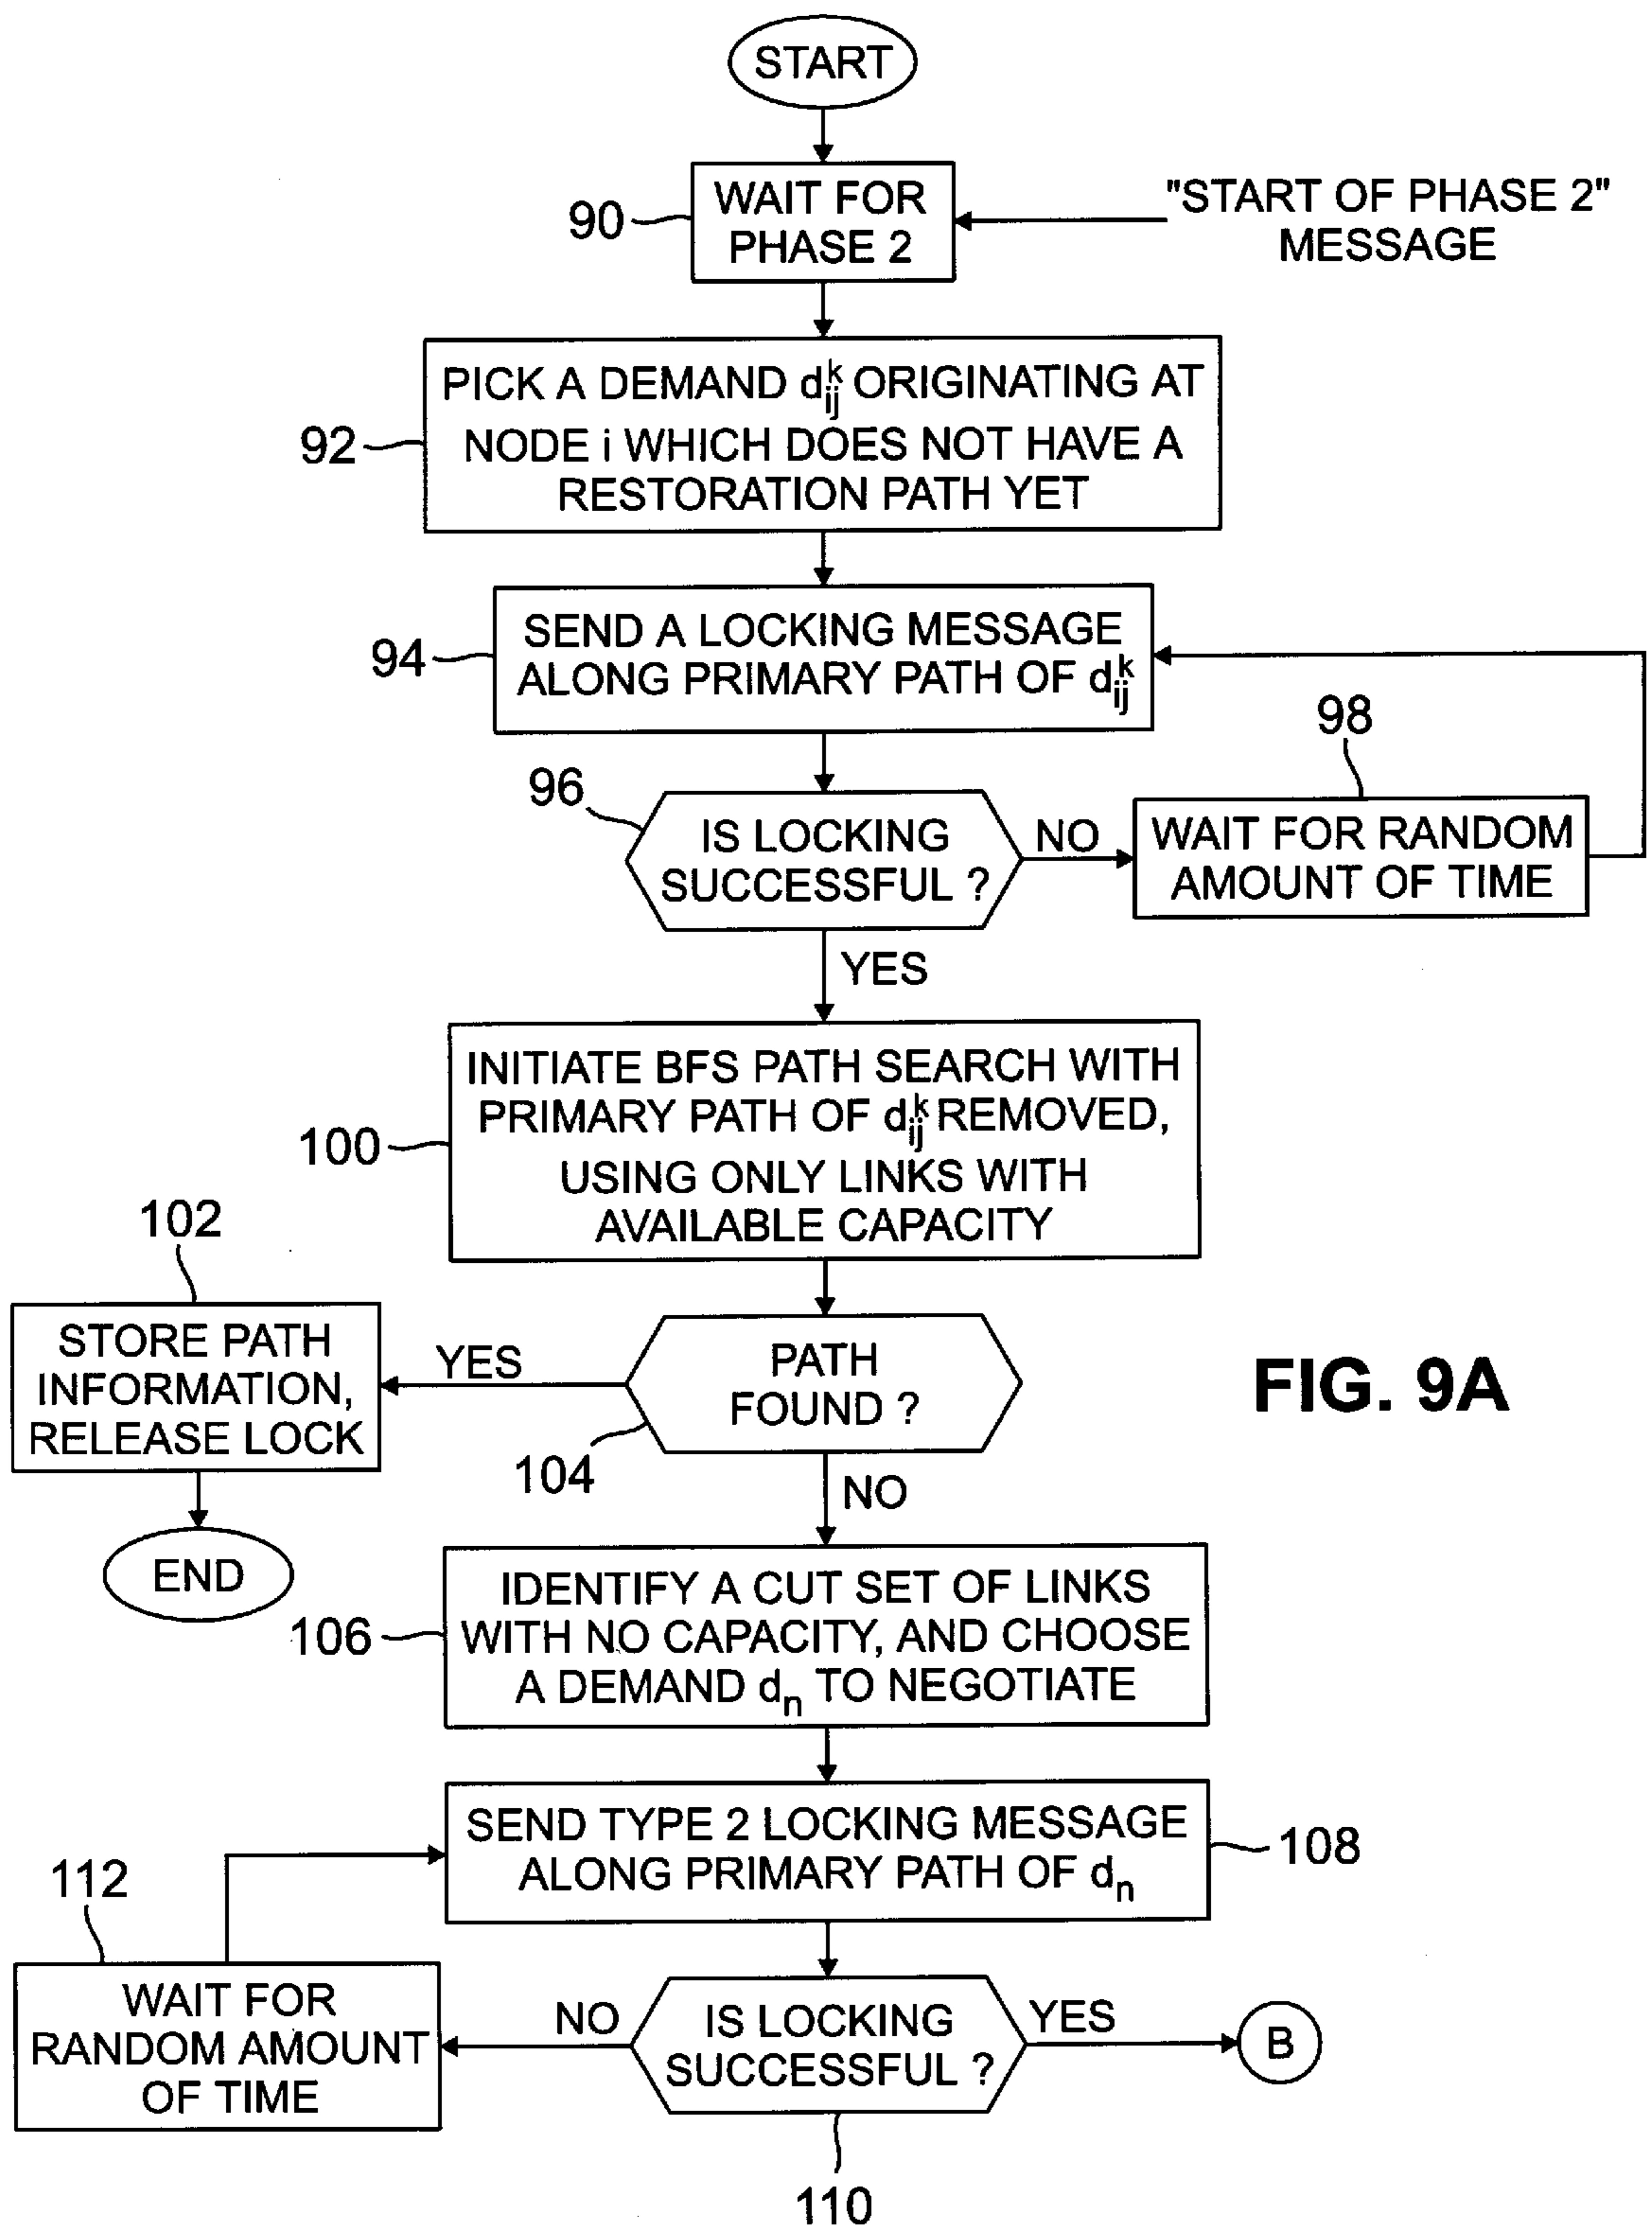 START
WAIT FOR
PHASE 2
90
"START OF PHASE 2"
MESSAGE
PICK A DEMAND d_ij^k ORIGINATING AT
NODE i WHICH DOES NOT HAVE A
RESTORATION PATH YET
92
SEND A LOCKING MESSAGE
ALONG PRIMARY PATH OF d_ij^k
94
98
96
IS LOCKING
SUCCESSFUL ?
NO
WAIT FOR RANDOM
AMOUNT OF TIME
YES
INITIATE BFS PATH SEARCH WITH
PRIMARY PATH OF d_ij^k REMOVED,
USING ONLY LINKS WITH
AVAILABLE CAPACITY
100
102
STORE PATH
INFORMATION,
RELEASE LOCK
YES
PATH
FOUND ?
104
FIG. 9A
NO
END
IDENTIFY A CUT SET OF LINKS
WITH NO CAPACITY, AND CHOOSE
A DEMAND d_n TO NEGOTIATE
106
SEND TYPE 2 LOCKING MESSAGE
ALONG PRIMARY PATH OF d_n
108
112
WAIT FOR
RANDOM AMOUNT
OF TIME
NO
IS LOCKING
SUCCESSFUL ?
YES
B
110